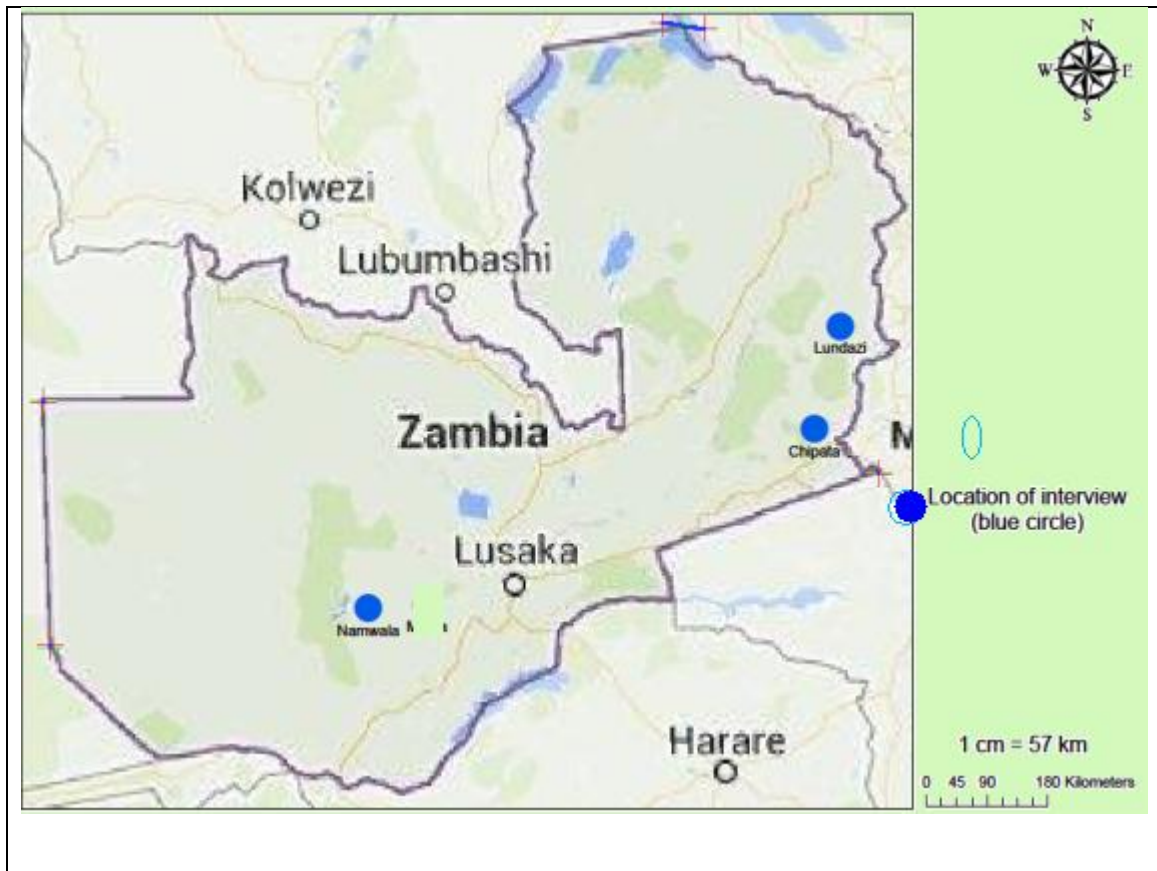 N
W E
S
Kolwezi
Lubumbashi
Lundazi
Zambia
M
Chipata
Location of interview
(blue circle)
Lusaka
Namwala
Harare
1 cm = 57 km
0 45 90 180 Kilometers